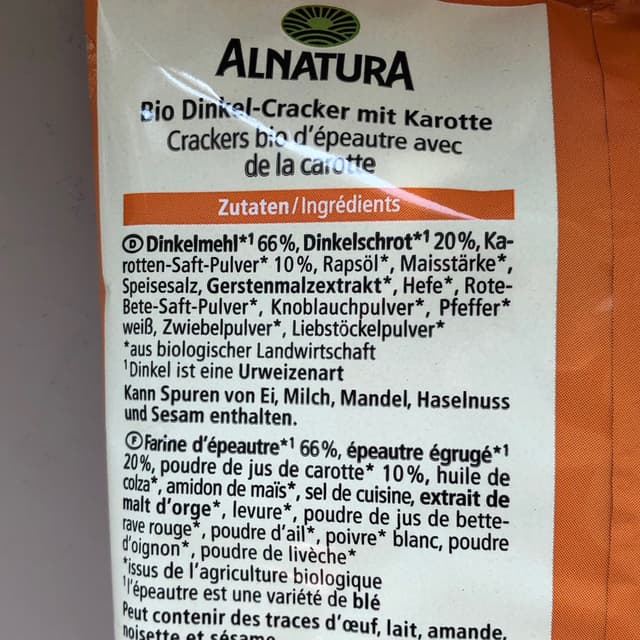 ALNATURA
Bio Dinkel-Cracker mit Karotte
Crackers bio d'épeautre avec
de la carotte
Zutaten/Ingrédients
D Dinkelmehl*¹ 66%, Dinkelschrot*¹ 20%, Ka-
rotten-Saft-Pulver* 10%, Rapsöl*, Maisstärke*,
Speisesalz, Gerstenmalzextrakt*, Hefe*, Rote-
Bete-Saft-Pulver*, Knoblauchpulver*, Pfeffer*
weiß, Zwiebelpulver*, Liebstöckelpulver*
*aus biologischer Landwirtschaft
¹Dinkel ist eine Urweizenart
Kann Spuren von Ei, Milch, Mandel, Haselnuss
und Sesam enthalten.
F Farine d'épeautre*¹ 66%, épeautre égrugé*¹
20%, poudre de jus de carotte* 10%, huile de
colza*, amidon de maïs*, sel de cuisine, extrait de
malt d'orge*, levure*, poudre de jus de bette-
rave rouge*, poudre d'ail*, poivre* blanc, poudre
d'oignon*, poudre de livèche*
*issus de l'agriculture biologique
¹l'épeautre est une variété de blé
Peut contenir des traces d'œuf, lait, amande,
noisette et sésame